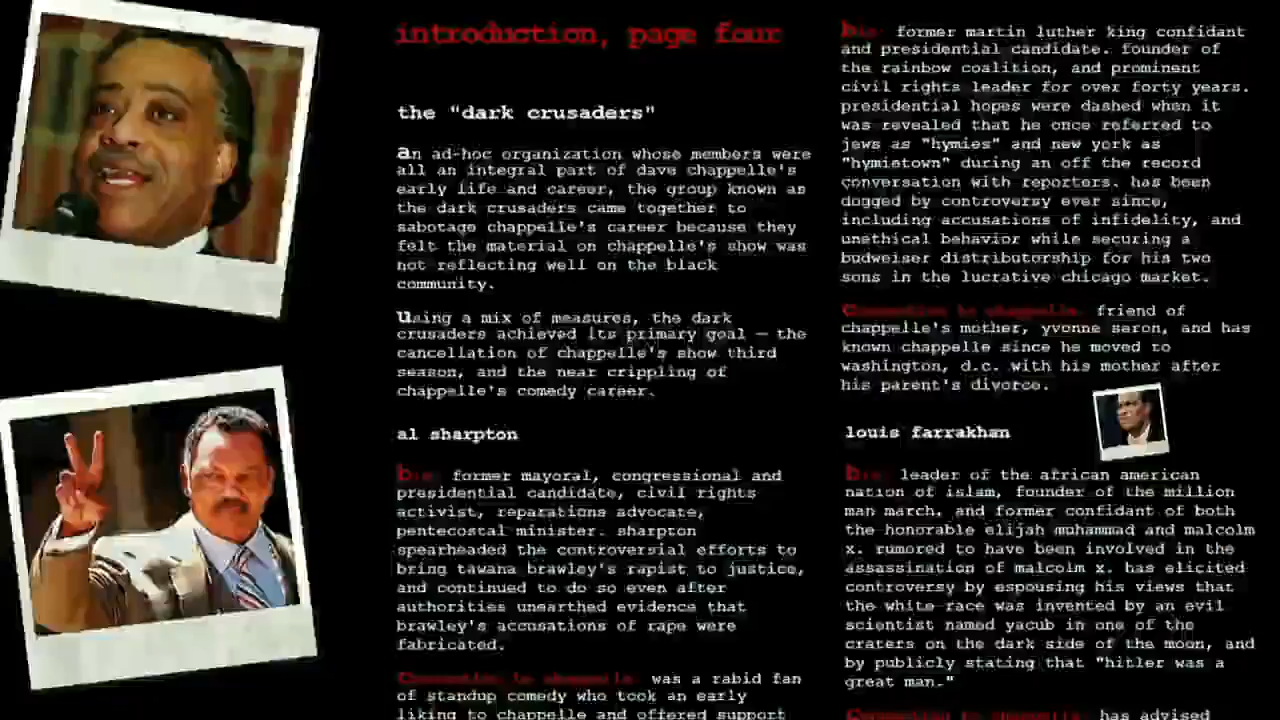 introduction, page four
the "dark crusaders"
an ad-hoc organization whose members were
all an integral part of dave chappelle's
early life and career, the group known as
the dark crusaders came together to
sabotage chappelle's career because they
felt the material on chappelle's show was
not reflecting well on the black
community.
using a mix of measures, the dark
crusaders achieved its primary goal — the
cancellation of chappelle's show third
season, and the near crippling of
chappelle's comedy career.
al sharpton
bio: former mayoral, congressional and
presidential candidate, civil rights
activist, reparations advocate,
pentecostal minister. sharpton
spearheaded the controversial efforts to
bring tawana brawley's rapist to justice,
and continued to do so even after
authorities unearthed evidence that
brawley's accusations of rape were
fabricated.
Connection to chappelle: was a rabid fan
of standup comedy who took an early
liking to chappelle and offered support
bio: former martin luther king confidant
and presidential candidate. founder of
the rainbow coalition, and prominent
civil rights leader for over forty years.
presidential hopes were dashed when it
was revealed that he once referred to
jews as "hymies" and new york as
"hymietown" during an off the record
conversation with reporters. has been
dogged by controversy ever since,
including accusations of infidelity, and
unethical behavior while securing a
budweiser distributorship for his two
sons in the lucrative chicago market.
Connection to chappelle: friend of
chappelle's mother, yvonne seron, and has
known chappelle since he moved to
washington, d.c. with his mother after
his parent's divorce.
louis farrakhan
bio: leader of the african american
nation of islam, founder of the million
man march. and former confidant of both
the honorable elijah muhammad and malcolm
x. rumored to have been involved in the
assassination of malcolm x. has elicited
controversy by espousing his views that
the white race was invented by an evil
scientist named yacub in one of the
craters on the dark side of the moon, and
by publicly stating that "hitler was a
great man."
Connection to chappelle: has advised